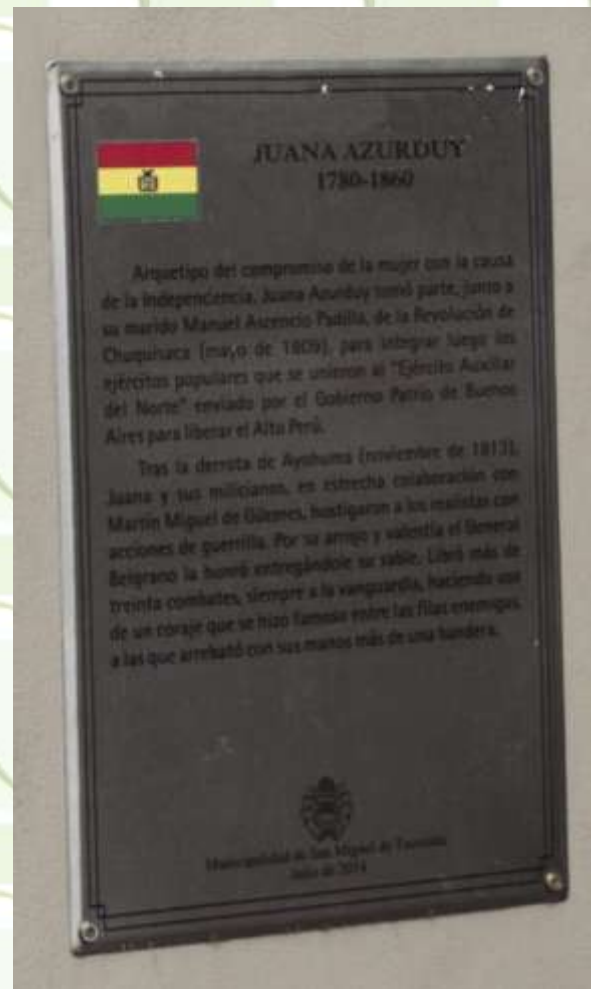 JUANA AZURDUY
1780-1860
Arquetipo del compromiso de la mujer con la causa
de la Independencia, Juana Azurduy tomó parte, junto a
su marido Manuel Ascencio Padilla, de la Revolución de
Chuquisaca (mayo de 1809), para integrar luego los
ejércitos populares que se unieron al "Ejército Auxiliar
del Norte" enviado por el Gobierno Patrio de Buenos
Aires para liberar el Alto Perú.
Tras la derrota de Ayohuma (noviembre de 1813),
Juana y sus milicianos, en estrecha colaboración con
Martín Miguel de Güemes, hostigaron a los realistas con
acciones de guerrilla. Por su arrojo y valentía el General
Belgrano la honró entregándole su sable. Libró más de
treinta combates, siempre a la vanguardia, haciendo uso
de un coraje que se hizo famoso entre las filas enemigas
a las que arrebató con sus manos más de una bandera.
Municipalidad de San Miguel de Tucumán
Julio de 2014